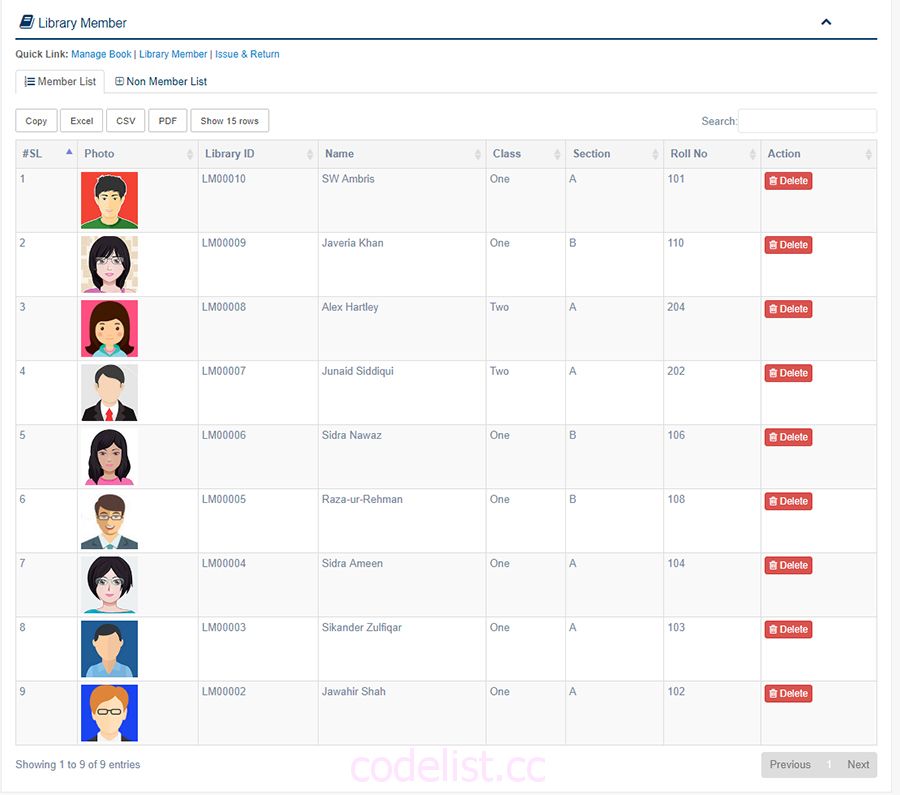 Library Member
Quick Link: Manage Book | Library Member | Issue & Return
Member List Non Member List
Copy Excel CSV PDF Show 15 rows Search:
#SL Photo Library ID Name Class Section Roll No Action
1 LM00010 SW Ambris One A 101 Delete
2 LM00009 Javeria Khan One B 110 Delete
3 LM00008 Alex Hartley Two A 204 Delete
4 LM00007 Junaid Siddiqui Two A 202 Delete
5 LM00006 Sidra Nawaz One B 106 Delete
6 LM00005 Raza-ur-Rehman One B 108 Delete
7 LM00004 Sidra Ameen One A 104 Delete
8 LM00003 Sikander Zulfiqar One A 103 Delete
9 LM00002 Jawahir Shah One A 102 Delete
Showing 1 to 9 of 9 entries Previous 1 Next
codelist.cc